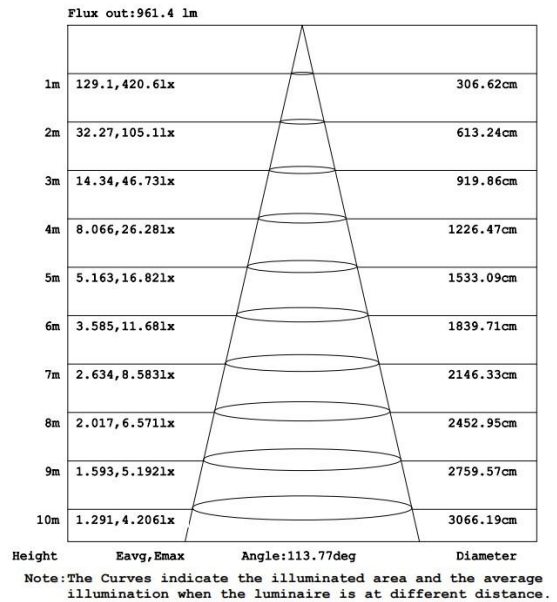 Flux out:961.4 lm
1m 129.1,420.6lx 306.62cm
2m 32.27,105.1lx 613.24cm
3m 14.34,46.73lx 919.86cm
4m 8.066,26.28lx 1226.47cm
5m 5.163,16.82lx 1533.09cm
6m 3.585,11.68lx 1839.71cm
7m 2.634,8.583lx 2146.33cm
8m 2.017,6.571lx 2452.95cm
9m 1.593,5.192lx 2759.57cm
10m 1.291,4.206lx 3066.19cm
Height Eavg,Emax Angle:113.77deg Diameter
Note:The Curves indicate the illuminated area and the average
illumination when the luminaire is at different distance.